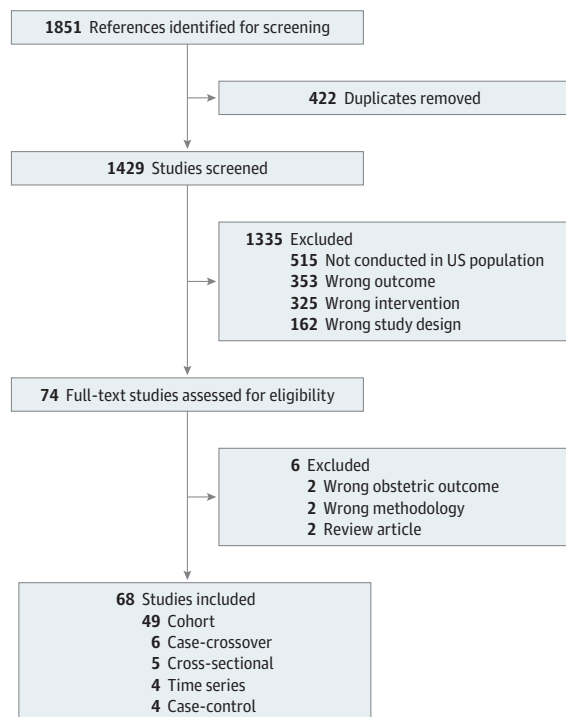 1851 References identified for screening
422 Duplicates removed
1429 Studies screened
1335 Excluded
515 Not conducted in US population
353 Wrong outcome
325 Wrong intervention
162 Wrong study design
74 Full-text studies assessed for eligibility
6 Excluded
2 Wrong obstetric outcome
2 Wrong methodology
2 Review article
68 Studies included
49 Cohort
6 Case-crossover
5 Cross-sectional
4 Time series
4 Case-control